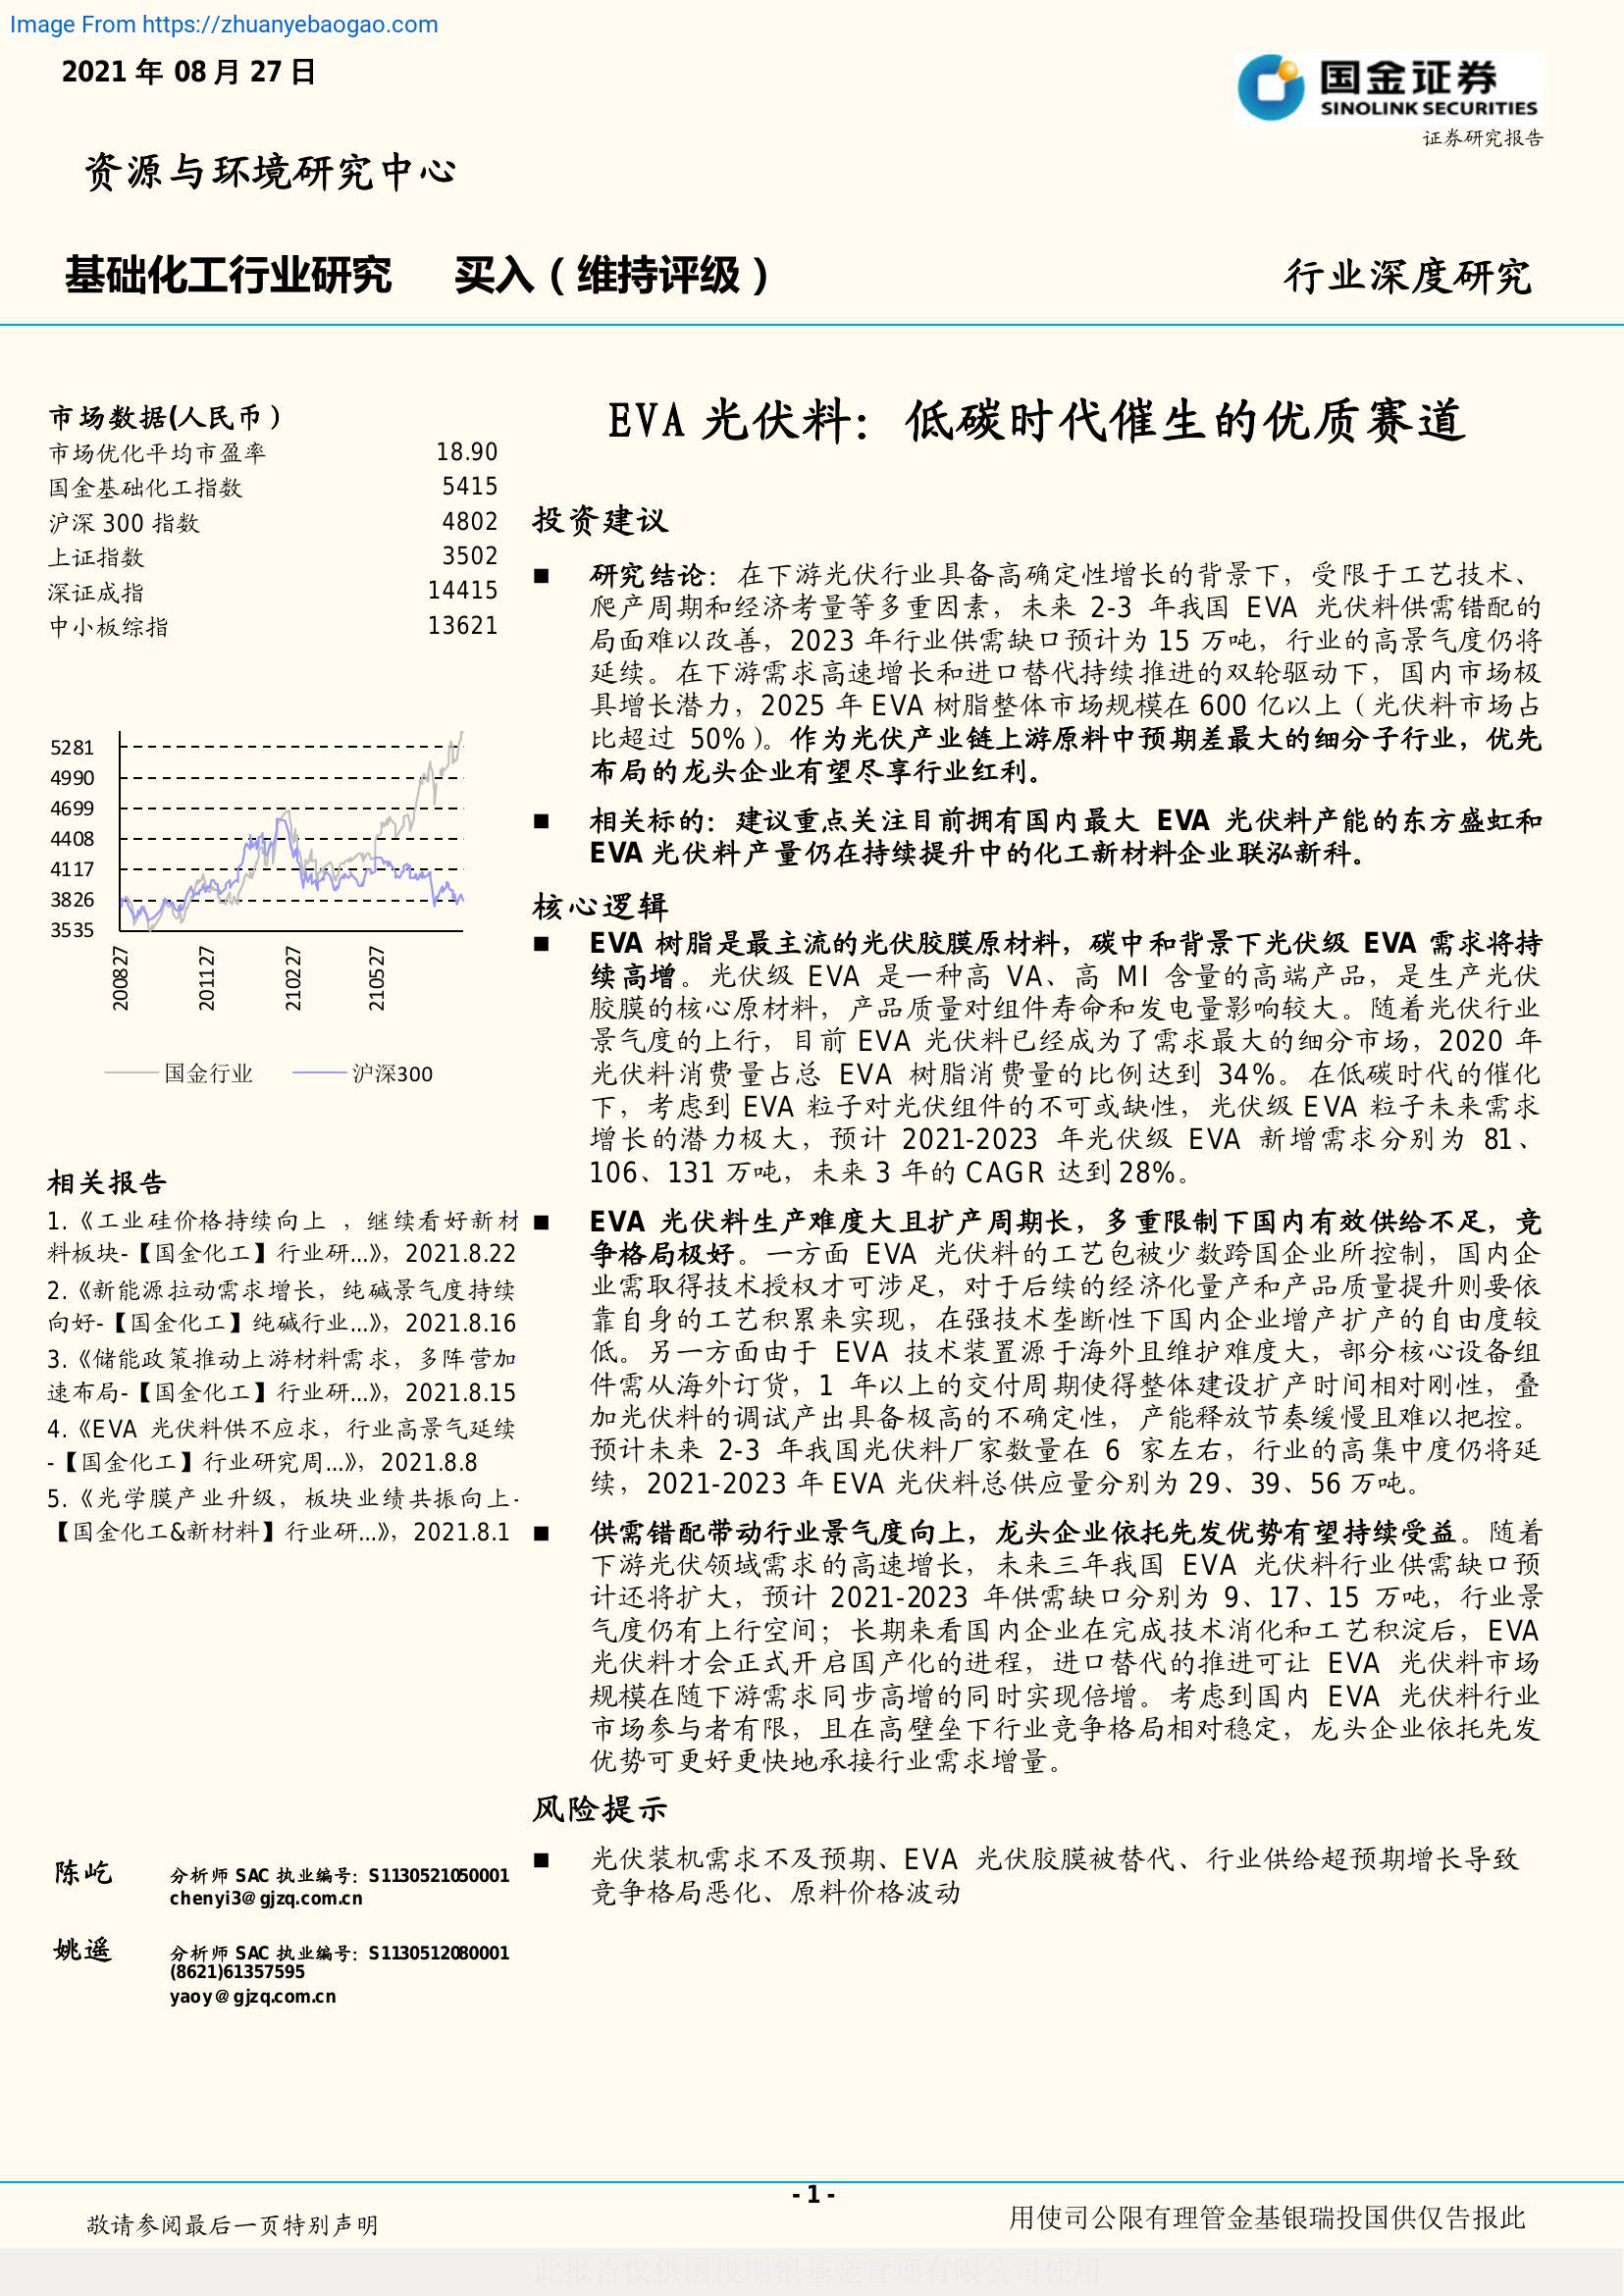 Image From https://zhuanyebaogao.com
2021 年 08 月 27 日
国金证券
SINOLINK SECURITIES
证券研究报告
资源与环境研究中心
基础化工行业研究 买入（维持评级）
行业深度研究
市场数据(人民币）
市场优化平均市盈率 18.90
国金基础化工指数 5415
沪深 300 指数 4802
上证指数 3502
深证成指 14415
中小板综指 13621
5281
4990
4699
4408
4117
3826
3535
200827
201127
210227
210527
国金行业 沪深300
相关报告
1.《工业硅价格持续向上 ，继续看好新材
料板块-【国金化工】行业研...》，2021.8.22
2.《新能源拉动需求增长，纯碱景气度持续
向好-【国金化工】纯碱行业...》，2021.8.16
3.《储能政策推动上游材料需求，多阵营加
速布局-【国金化工】行业研...》，2021.8.15
4.《EVA 光伏料供不应求，行业高景气延续
-【国金化工】行业研究周...》，2021.8.8
5.《光学膜产业升级，板块业绩共振向上-
【国金化工&新材料】行业研...》，2021.8.1
陈屹 分析师 SAC 执业编号：S1130521050001
chenyi3@gjzq.com.cn
姚遥 分析师 SAC 执业编号：S1130512080001
(8621)61357595
yaoy@gjzq.com.cn
EVA 光伏料：低碳时代催生的优质赛道
投资建议
■ 研究结论：在下游光伏行业具备高确定性增长的背景下，受限于工艺技术、
爬产周期和经济考量等多重因素，未来 2-3 年我国 EVA 光伏料供需错配的
局面难以改善，2023 年行业供需缺口预计为 15 万吨，行业的高景气度仍将
延续。在下游需求高速增长和进口替代持续推进的双轮驱动下，国内市场极
具增长潜力，2025 年 EVA 树脂整体市场规模在 600 亿以上（光伏料市场占
比超过 50%）。作为光伏产业链上游原料中预期差最大的细分子行业，优先
布局的龙头企业有望尽享行业红利。
■ 相关标的：建议重点关注目前拥有国内最大 EVA 光伏料产能的东方盛虹和
EVA 光伏料产量仍在持续提升中的化工新材料企业联泓新科。
核心逻辑
■ EVA 树脂是最主流的光伏胶膜原材料，碳中和背景下光伏级 EVA 需求将持
续高增。光伏级 EVA 是一种高 VA、高 MI 含量的高端产品，是生产光伏
胶膜的核心原材料，产品质量对组件寿命和发电量影响较大。随着光伏行业
景气度的上行，目前 EVA 光伏料已经成为了需求最大的细分市场，2020 年
光伏料消费量占总 EVA 树脂消费量的比例达到 34%。在低碳时代的催化
下，考虑到 EVA 粒子对光伏组件的不可或缺性，光伏级 EVA 粒子未来需求
增长的潜力极大，预计 2021-2023 年光伏级 EVA 新增需求分别为 81、
106、131 万吨，未来 3 年的 CAGR 达到 28%。
■ EVA 光伏料生产难度大且扩产周期长，多重限制下国内有效供给不足，竞
争格局极好。一方面 EVA 光伏料的工艺包被少数跨国企业所控制，国内企
业需取得技术授权才可涉足，对于后续的经济化量产和产品质量提升则要依
靠自身的工艺积累来实现，在强技术垄断性下国内企业增产扩产的自由度较
低。另一方面由于 EVA 技术装置源于海外且维护难度大，部分核心设备组
件需从海外订货，1 年以上的交付周期使得整体建设扩产时间相对刚性，叠
加光伏料的调试产出具备极高的不确定性，产能释放节奏缓慢且难以把控。
预计未来 2-3 年我国光伏料厂家数量在 6 家左右，行业的高集中度仍将延
续，2021-2023 年 EVA 光伏料总供应量分别为 29、39、56 万吨。
■ 供需错配带动行业景气度向上，龙头企业依托先发优势有望持续受益。随着
下游光伏领域需求的高速增长，未来三年我国 EVA 光伏料行业供需缺口预
计还将扩大，预计 2021-2023 年供需缺口分别为 9、17、15 万吨，行业景
气度仍有上行空间；长期来看国内企业在完成技术消化和工艺积淀后，EVA
光伏料才会正式开启国产化的进程，进口替代的推进可让 EVA 光伏料市场
规模在随下游需求同步高增的同时实现倍增。考虑到国内 EVA 光伏料行业
市场参与者有限，且在高壁垒下行业竞争格局相对稳定，龙头企业依托先发
优势可更好更快地承接行业需求增量。
风险提示
■ 光伏装机需求不及预期、EVA 光伏胶膜被替代、行业供给超预期增长导致
竞争格局恶化、原料价格波动
- 1 -
敬请参阅最后一页特别声明
用使司公限有理管金基银瑞投国供仅告报此
此报告仅供国投瑞银基金管理有限公司使用